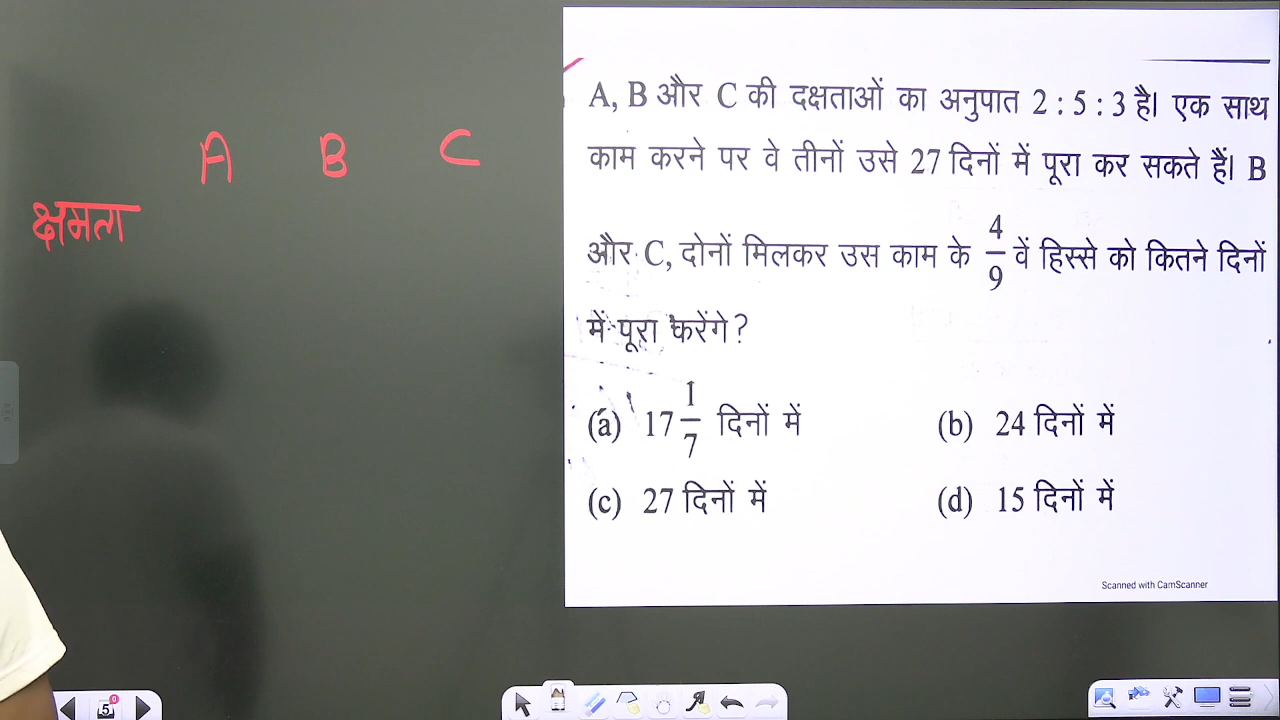 A B C
क्षमता
A, B और C की दक्षताओं का अनुपात 2 : 5 : 3 है। एक साथ
काम करने पर वे तीनों उसे 27 दिनों में पूरा कर सकते हैं। B
और C, दोनों मिलकर उस काम के 4/9 वें हिस्से को कितने दिनों
में पूरा करेंगे?
(a) 17 1/7 दिनों में (b) 24 दिनों में
(c) 27 दिनों में (d) 15 दिनों में
Scanned with CamScanner
5 0